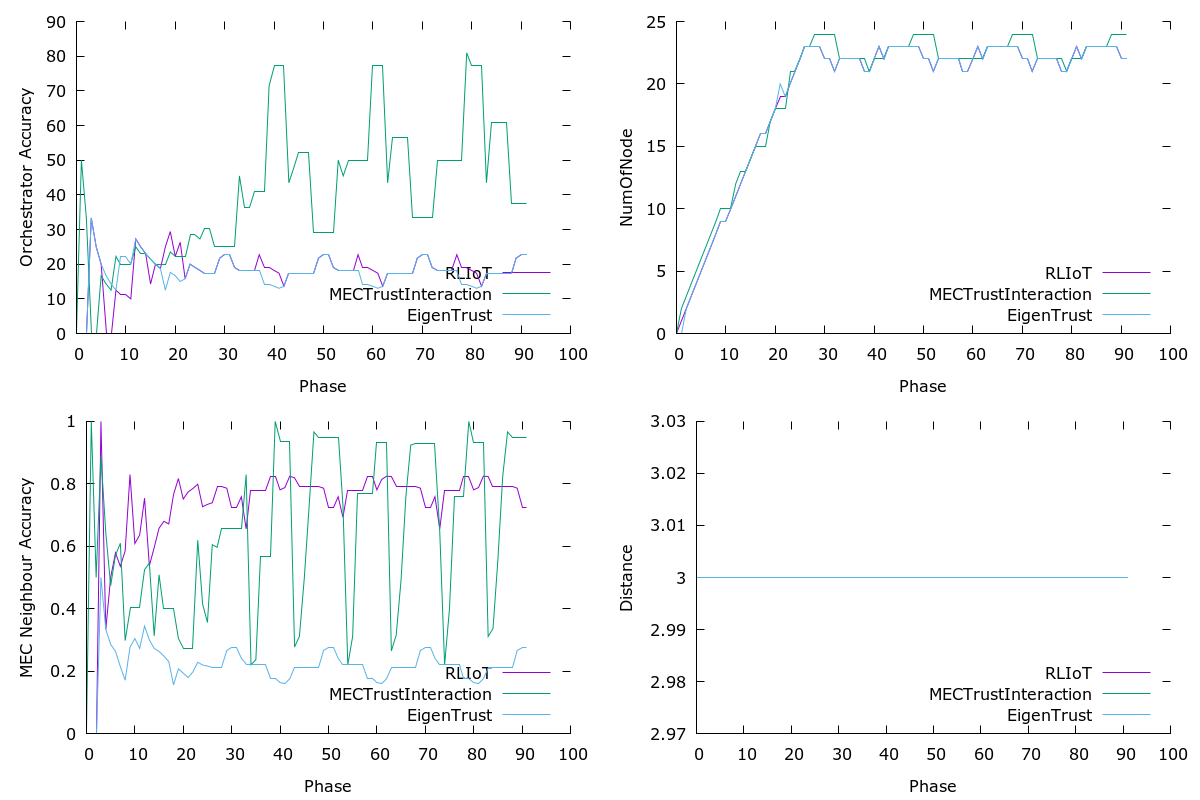 90
80
70
60
50
40
30
20
10
0
Orchestrator Accuracy
0 10 20 30 40 50 60 70 80 90 100
Phase
RLIoT
MECTrustInteraction
EigenTrust
25
20
15
10
5
0
NumOfNode
0 10 20 30 40 50 60 70 80 90 100
Phase
RLIoT
MECTrustInteraction
EigenTrust
1
0.8
0.6
0.4
0.2
0
MEC Neighbour Accuracy
0 10 20 30 40 50 60 70 80 90 100
Phase
RLIoT
MECTrustInteraction
EigenTrust
3.03
3.02
3.01
3
2.99
2.98
2.97
Distance
0 10 20 30 40 50 60 70 80 90 100
Phase
RLIoT
MECTrustInteraction
EigenTrust